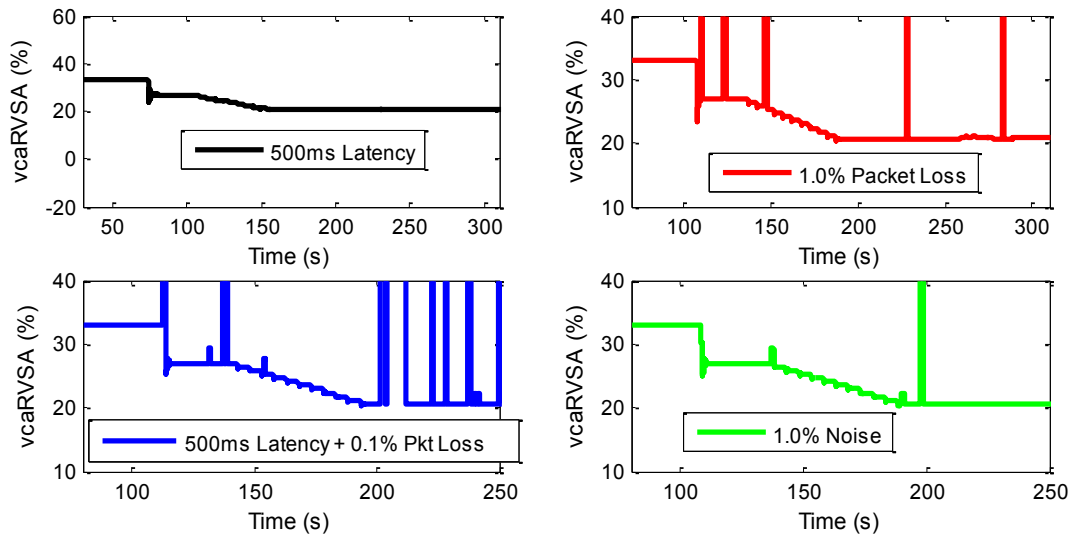 60
40
20
0
-20
vcaRVSA (%)
500ms Latency
50 100 150 200 250 300
Time (s)
40
30
20
10
vcaRVSA (%)
1.0% Packet Loss
100 150 200 250 300
Time (s)
40
30
20
10
vcaRVSA (%)
500ms Latency + 0.1% Pkt Loss
100 150 200 250
Time (s)
40
30
20
10
vcaRVSA (%)
1.0% Noise
100 150 200 250
Time (s)